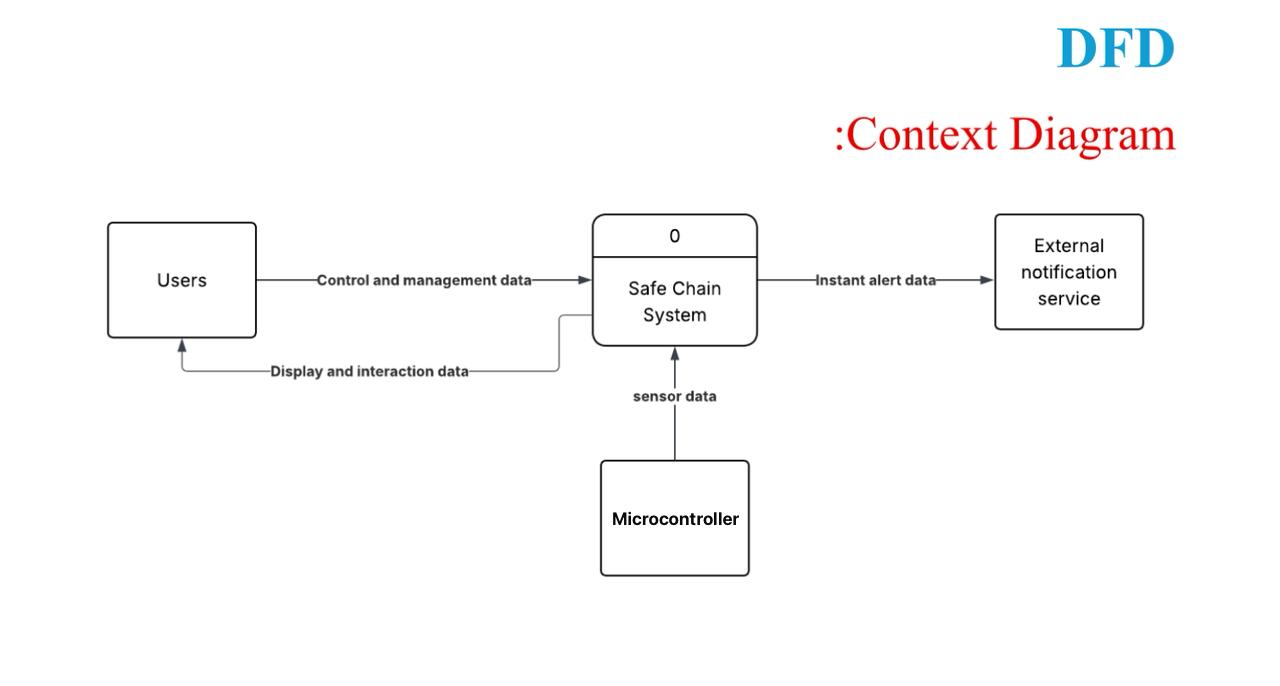 DFD
:Context Diagram
0
Users
Control and management data
Safe Chain
System
Instant alert data
External
notification
service
Display and interaction data
sensor data
Microcontroller